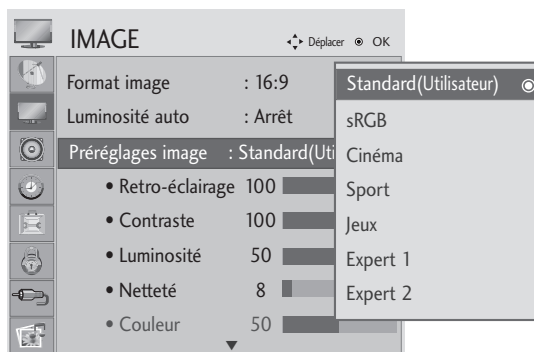 IMAGE
Déplacer OK
Format image : 16:9
Luminosité auto : Arrêt
Préréglages image : Standard(Uti
• Retro-éclairage 100
• Contraste 100
• Luminosité 50
• Netteté 8
• Couleur 50
Standard(Utilisateur)
sRGB
Cinéma
Sport
Jeux
Expert 1
Expert 2